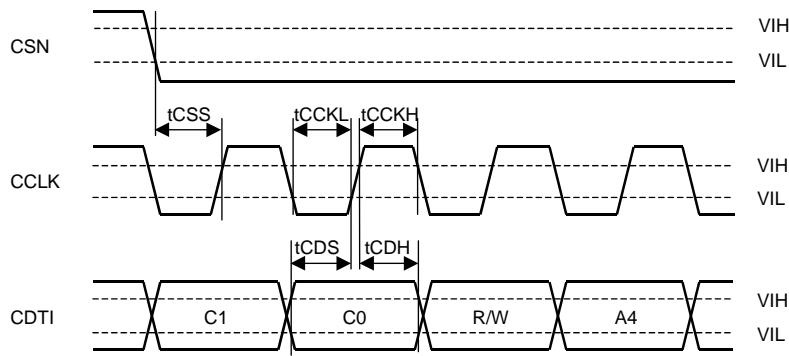 CSN
VIH
VIL
tCSS
tCCKL
tCCKH
CCLK
VIH
VIL
tCDS
tCDH
CDTI
C1
C0
R/W
A4
VIH
VIL